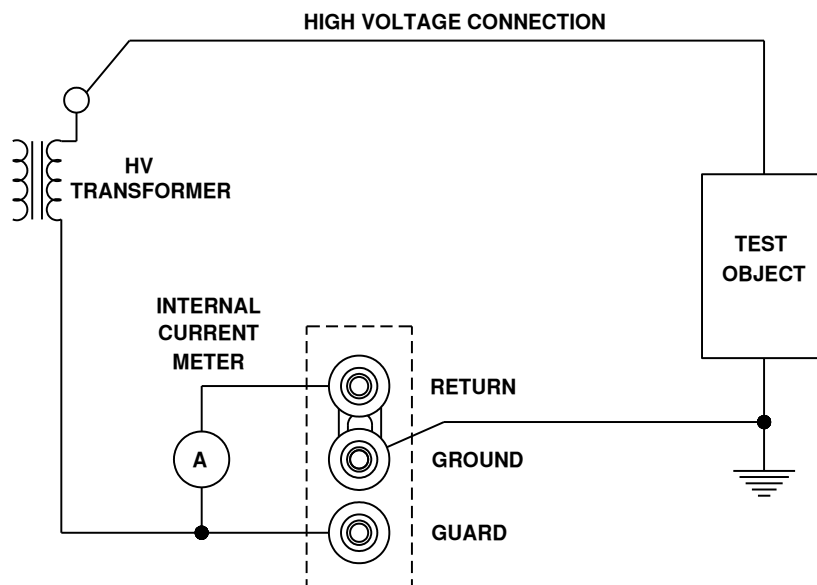 HIGH VOLTAGE CONNECTION
HV
TRANSFORMER
TEST
OBJECT
INTERNAL
CURRENT
METER
RETURN
A
GROUND
GUARD